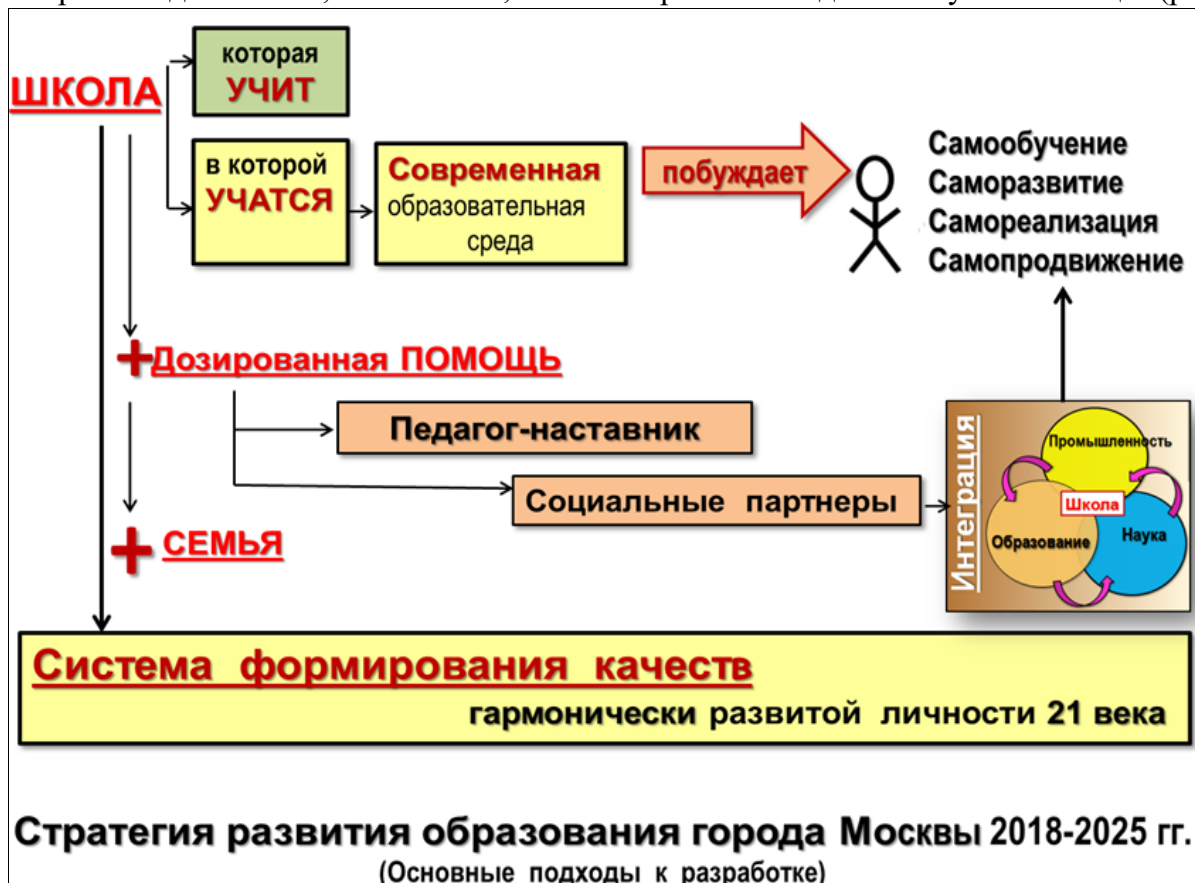 ШКОЛА
которая
УЧИТ
в которой
УЧАТСЯ
Современная
образовательная
среда
побуждает
Самообучение
Саморазвитие
Самореализация
Самопродвижение
+ Дозированная ПОМОЩЬ
Педагог-наставник
Социальные партнеры
Интеграция
Промышленность
Школа
Образование
Наука
+ СЕМЬЯ
Система формирования качеств
гармонически развитой личности 21 века
Стратегия развития образования города Москвы 2018-2025 гг.
(Основные подходы к разработке)